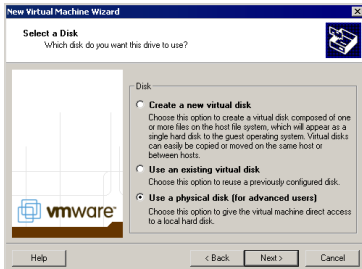 New Virtual Machine Wizard
Select a Disk
Which disk do you want this drive to use?
Disk
Create a new virtual disk
Choose this option to create a virtual disk composed of one
or more files on the host file system, which will appear as a
single hard disk to the guest operating system. Virtual disks
can easily be copied or moved on the same host or
between hosts.
Use an existing virtual disk
Choose this option to reuse a previously configured disk.
Use a physical disk (for advanced users)
Choose this option to give the virtual machine direct access
to a local hard disk.
vmware
Help
< Back
Next >
Cancel